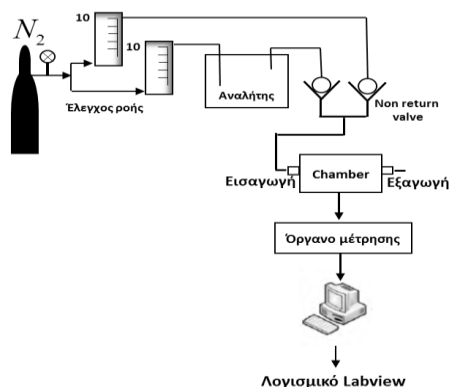 N₂
10
10
Έλεγχος ροής
Αναλήτης
Non return
valve
Εισαγωγή
Chamber
Εξαγωγή
Όργανο μέτρησης
Λογισμικό Labview